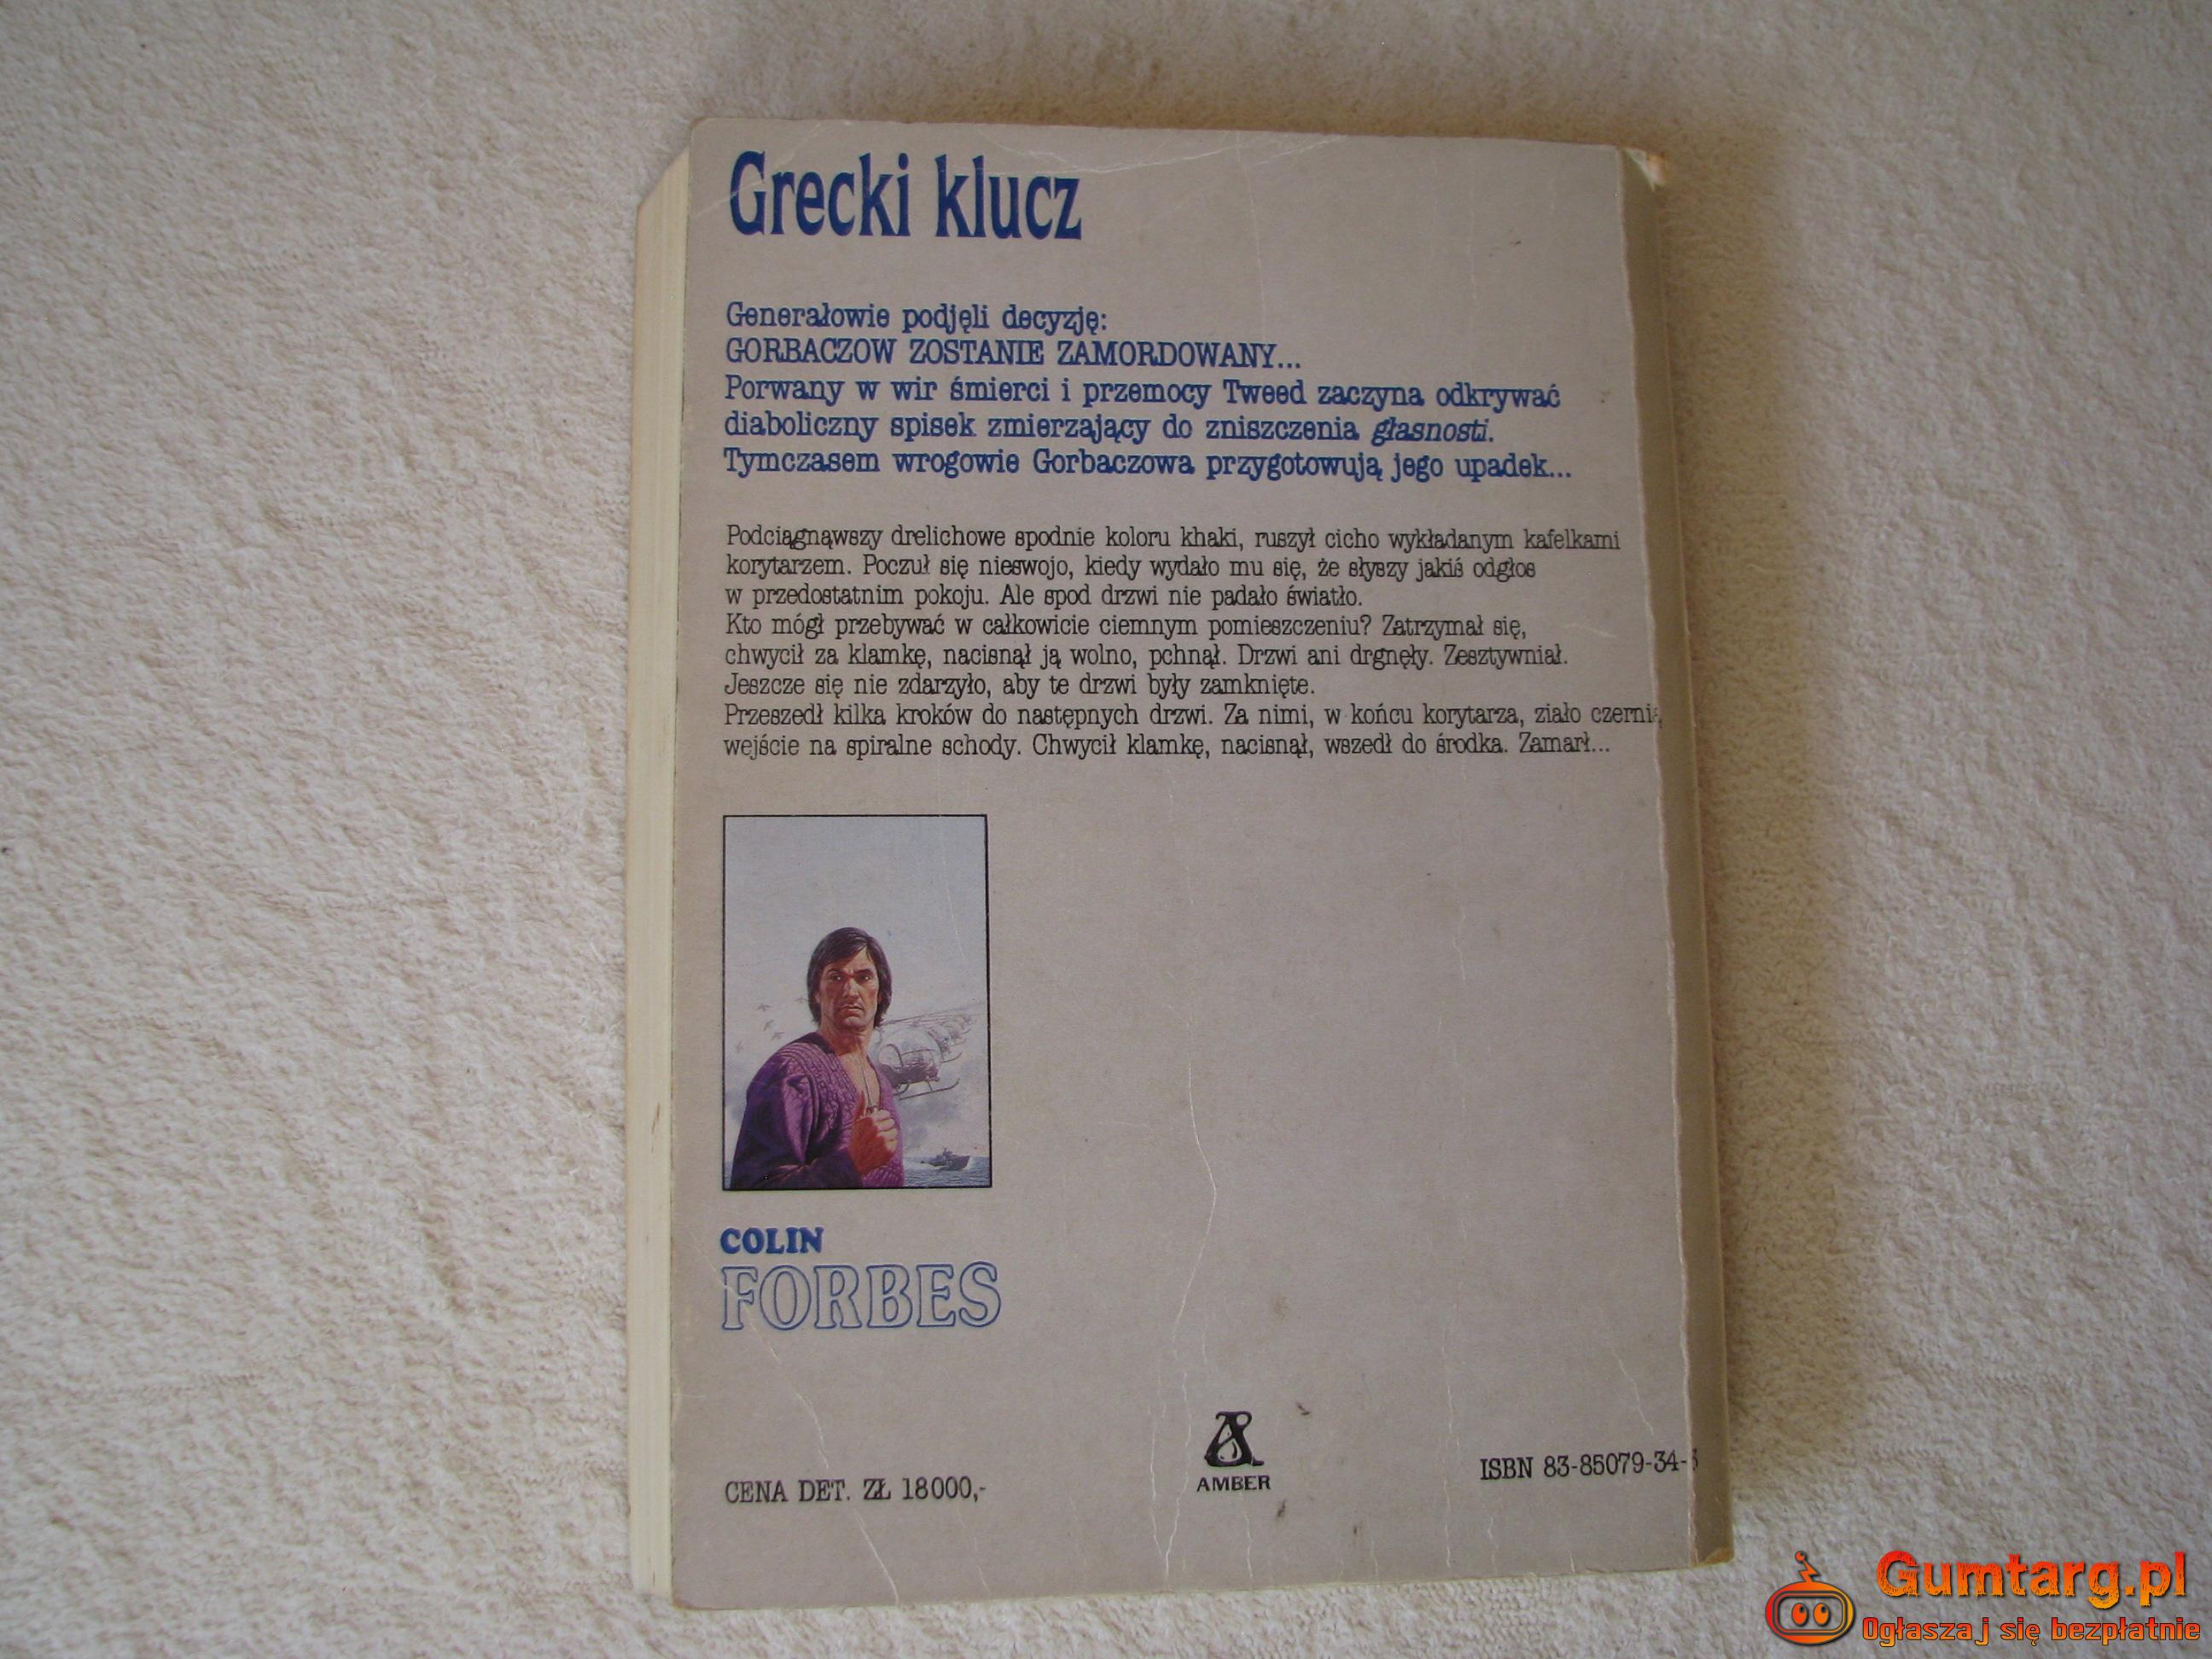 Grecki klucz
Generałowie podjęli decyzję:
GORBACZOW ZOSTANIE ZAMORDOWANY...
Porwany w wir śmierci i przemocy Tweed zaczyna odkrywać
diaboliczny spisek zmierzający do zniszczenia głasnosti.
Tymczasem wrogowie Gorbaczowa przygotowują jego upadek...
Podciągnąwszy drelichowe spodnie koloru khaki, ruszył cicho wykładanym kafelkami
korytarzem. Poczuł się nieswojo, kiedy wydało mu się, że słyszy jakiś odgłos
w przedostatnim pokoju. Ale spod drzwi nie padało światło.
Kto mógł przebywać w całkowicie ciemnym pomieszczeniu? Zatrzymał się,
chwycił za klamkę, nacisnął ją wolno, pchnął. Drzwi ani drgnęły. Zesztywniał.
Jeszcze się nie zdarzyło, aby te drzwi były zamknięte.
Przeszedł kilka kroków do następnych drzwi. Za nimi, w końcu korytarza, ziało czernią
wejście na spiralne schody. Chwycił klamkę, nacisnął, wszedł do środka. Zamarł...
COLIN
FORBES
CENA DET. ZŁ 18000,-
AMBER
ISBN 83-85079-34-
Gumtarg.pl
Ogłaszaj się bezpłatnie